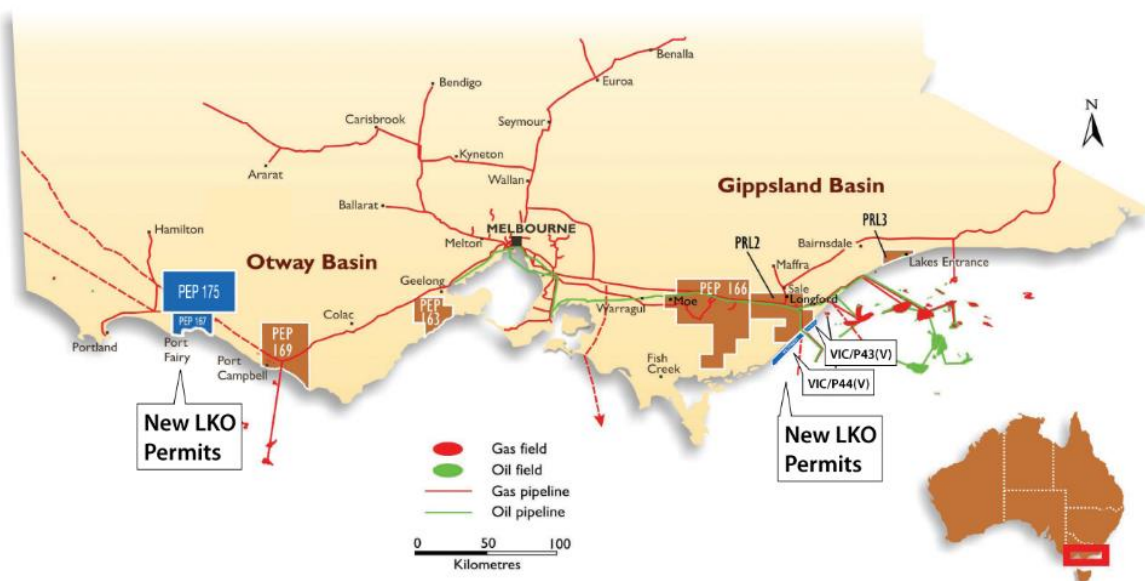 Benalla
Euroa
Bendigo
Seymour
Carisbrook
Kyneton
Ararat
Wallan
N
Gippsland Basin
Ballarat
PRL3
MELBOURNE
Hamilton
Melton
PRL2
Bairnsdale
Otway Basin
Maffra
Lakes Entrance
Geelong
PEP 175
PEP 166
Sale
Moe
Longford
PEP
163
Warragul
PEP 167
Colac
PEP
169
Portland
Port
Fairy
Port
Campbell
Fish
Creek
VIC/P43(V)
VIC/P44(V)
New LKO
Permits
New LKO
Permits
Gas field
Oil field
Gas pipeline
Oil pipeline
0 50 100
Kilometres